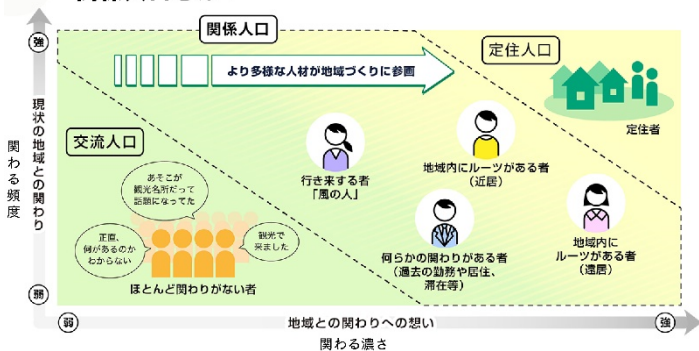 関係人口
定住人口
より多様な人材が地域づくりに参画
定住者
交流人口
あそこが
観光名所だって
話題になってた
正直、
何があるのか
わからない
観光で
来ました
ほとんど関わりがない者
行き来する者
「風の人」
地域内にルーツがある者
（近居）
何らかの関わりがある者
（過去の勤務や居住、
滞在等）
地域内に
ルーツがある者
（遠居）
強
現状の地域との関わり
関わる頻度
弱
弱
地域との関わりへの想い
強
関わる濃さ